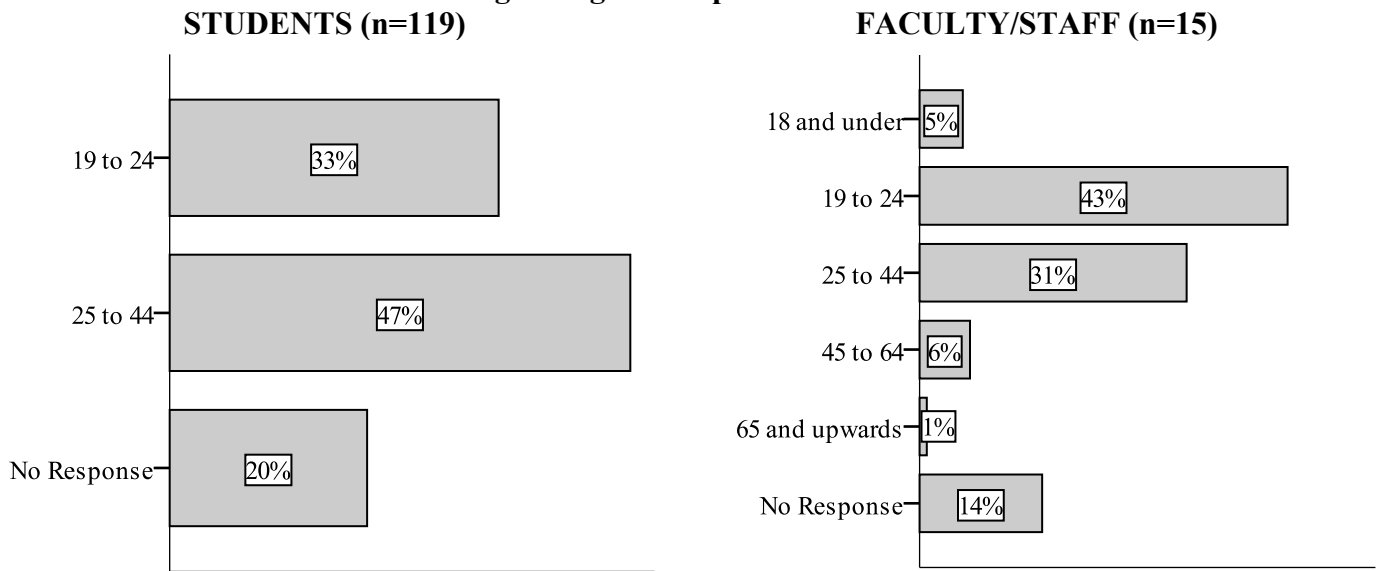 STUDENTS (n=119)
19 to 24
33%
25 to 44
47%
No Response
20%
FACULTY/STAFF (n=15)
18 and under
5%
19 to 24
43%
25 to 44
31%
45 to 64
6%
65 and upwards
1%
No Response
14%